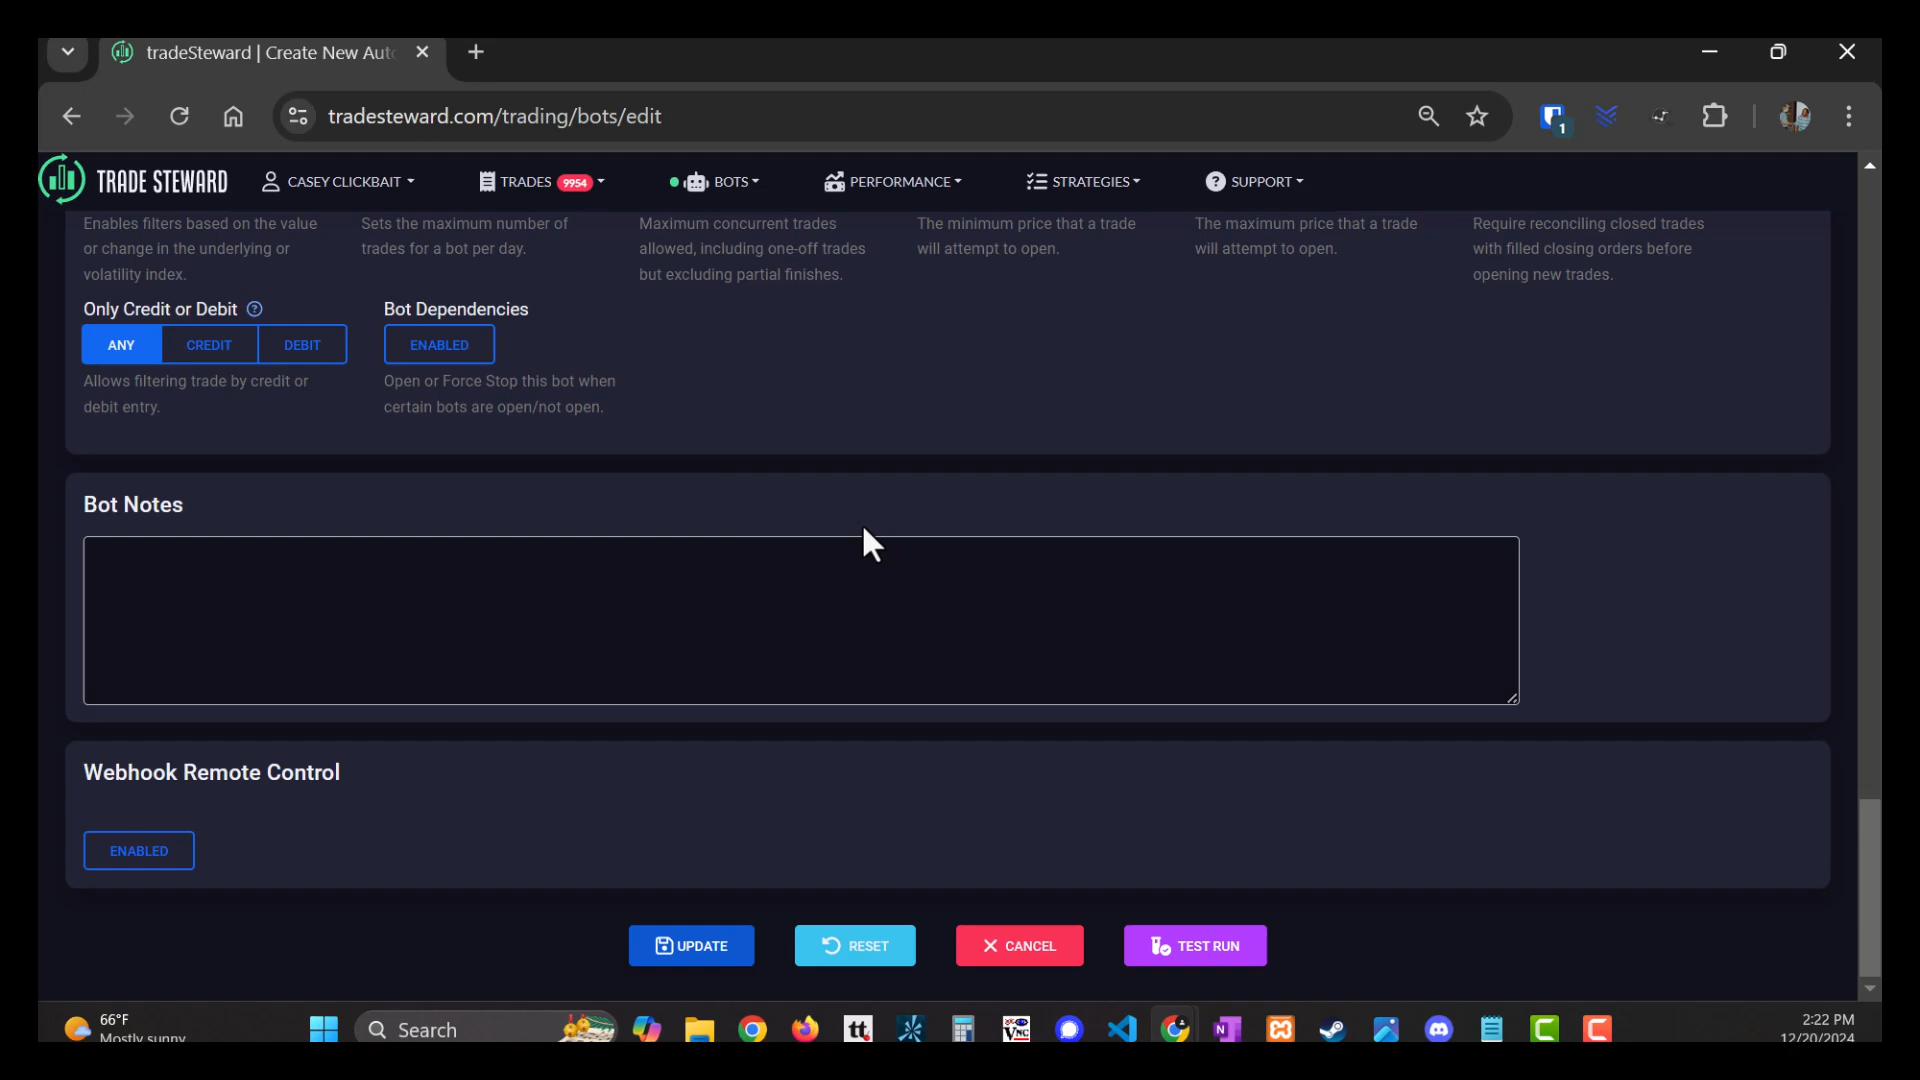 tradeSteward | Create New Aut
tradesteward.com/trading/bots/edit
1
TRADE STEWARD
CASEY CLICKBAIT
TRADES 9954
BOTS
PERFORMANCE
STRATEGIES
SUPPORT
Enables filters based on the value
or change in the underlying or
volatility index.
Sets the maximum number of
trades for a bot per day.
Maximum concurrent trades
allowed, including one-off trades
but excluding partial finishes.
The minimum price that a trade
will attempt to open.
The maximum price that a trade
will attempt to open.
Require reconciling closed trades
with filled closing orders before
opening new trades.
Only Credit or Debit
ANY CREDIT DEBIT
Allows filtering trade by credit or
debit entry.
Bot Dependencies
ENABLED
Open or Force Stop this bot when
certain bots are open/not open.
Bot Notes
Webhook Remote Control
ENABLED
UPDATE
RESET
CANCEL
TEST RUN
66°F
Mostly sunny
Search
tt
VNC
2:22 PM
12/20/2024